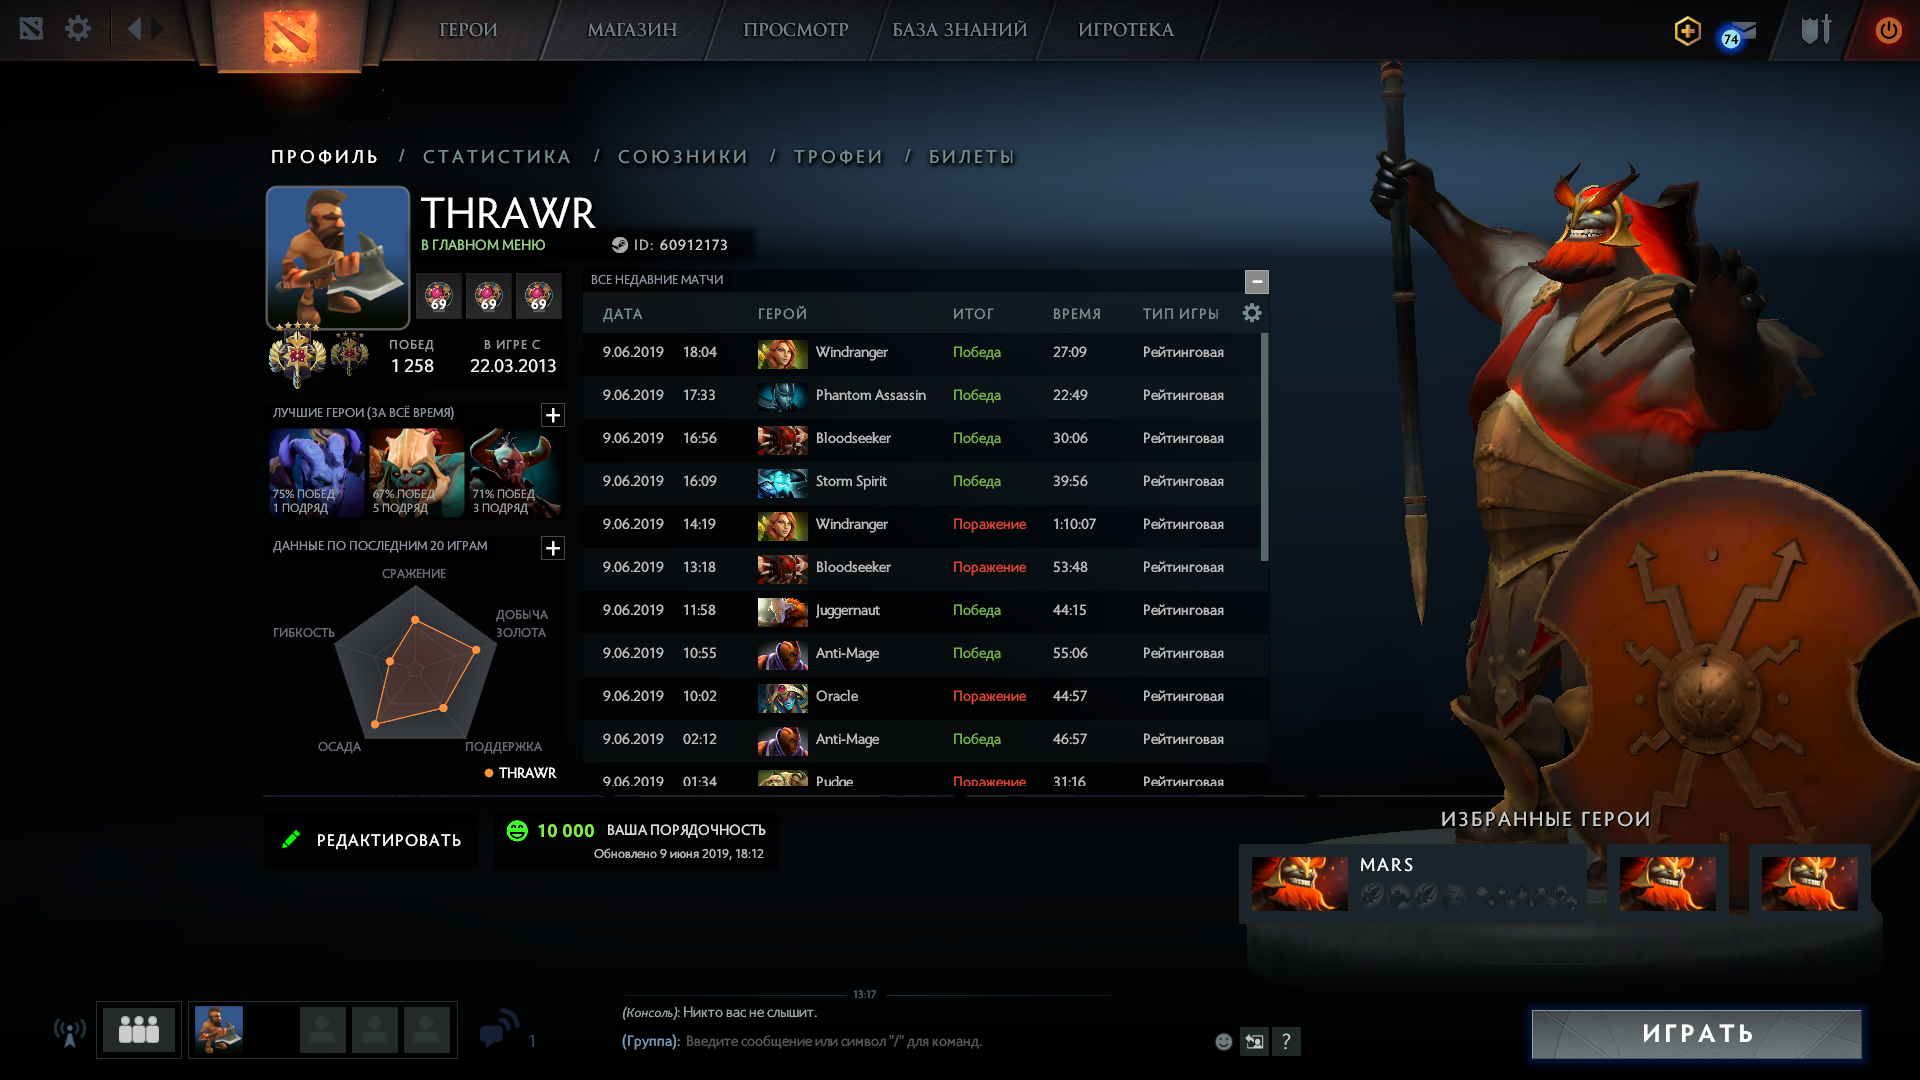 ГЕРОИ
МАГАЗИН
ПРОСМОТР
БАЗА ЗНАНИЙ
ИГРОТЕКА
74
ПРОФИЛЬ / СТАТИСТИКА / СОЮЗНИКИ / ТРОФЕИ / БИЛЕТЫ
THRAWR
В ГЛАВНОМ МЕНЮ
ID: 60912173
69 69 69
ПОБЕД
1 258
В ИГРЕ С
22.03.2013
ЛУЧШИЕ ГЕРОИ (ЗА ВСЁ ВРЕМЯ)
+
75% ПОБЕД
1 ПОДРЯД
67% ПОБЕД
5 ПОДРЯД
71% ПОБЕД
3 ПОДРЯД
ДАННЫЕ ПО ПОСЛЕДНИМ 20 ИГРАМ
+
СРАЖЕНИЕ
ДОБЫЧА
ЗОЛОТА
ГИБКОСТЬ
ОСАДА
ПОДДЕРЖКА
THRAWR
ВСЕ НЕДАВНИЕ МАТЧИ
ДАТА ГЕРОЙ ИТОГ ВРЕМЯ ТИП ИГРЫ
9.06.2019 18:04 Windranger Победа 27:09 Рейтинговая
9.06.2019 17:33 Phantom Assassin Победа 22:49 Рейтинговая
9.06.2019 16:56 Bloodseeker Победа 30:06 Рейтинговая
9.06.2019 16:09 Storm Spirit Победа 39:56 Рейтинговая
9.06.2019 14:19 Windranger Поражение 1:10:07 Рейтинговая
9.06.2019 13:18 Bloodseeker Поражение 53:48 Рейтинговая
9.06.2019 11:58 Juggernaut Победа 44:15 Рейтинговая
9.06.2019 10:55 Anti-Mage Победа 55:06 Рейтинговая
9.06.2019 10:02 Oracle Поражение 44:57 Рейтинговая
9.06.2019 02:12 Anti-Mage Победа 46:57 Рейтинговая
9.06.2019 01:34 Pudge Поражение 31:16 Рейтинговая
РЕДАКТИРОВАТЬ
10 000 ВАША ПОРЯДОЧНОСТЬ
Обновлено 9 июня 2019, 18:12
ИЗБРАННЫЕ ГЕРОИ
MARS
1
13:17
(Консоль): Никто вас не слышит.
(Группа): Введите сообщение или символ "/" для команд.
?
ИГРАТЬ